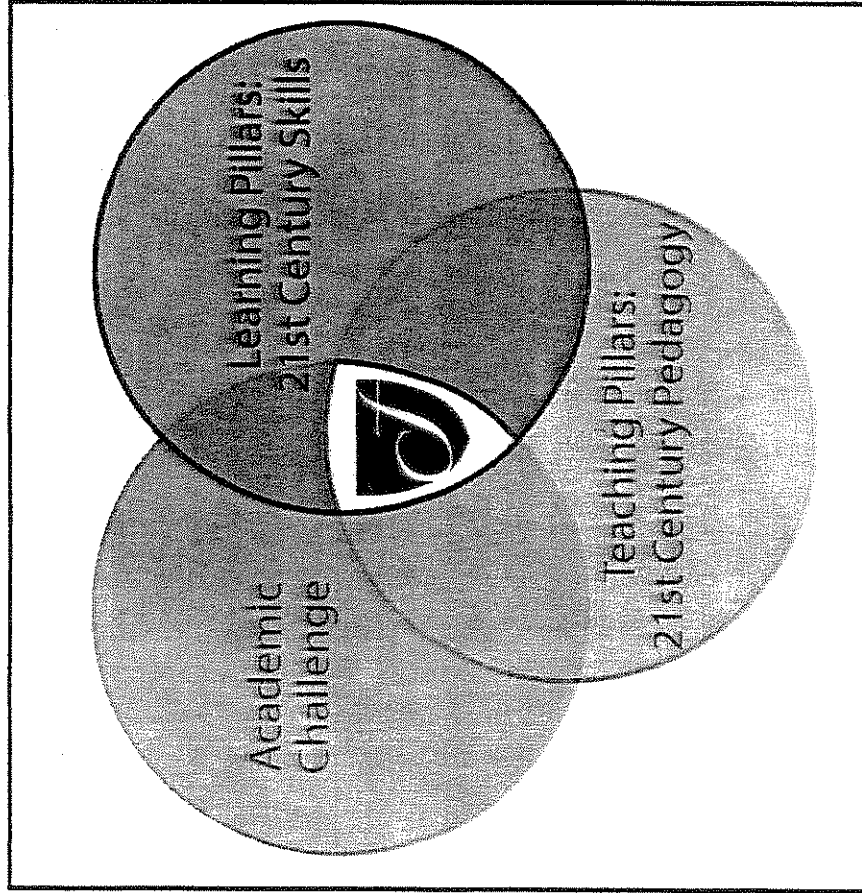 Academic
Challenge
Learning Pillars:
21st Century Skills
Teaching Pillars:
21st Century Pedagogy